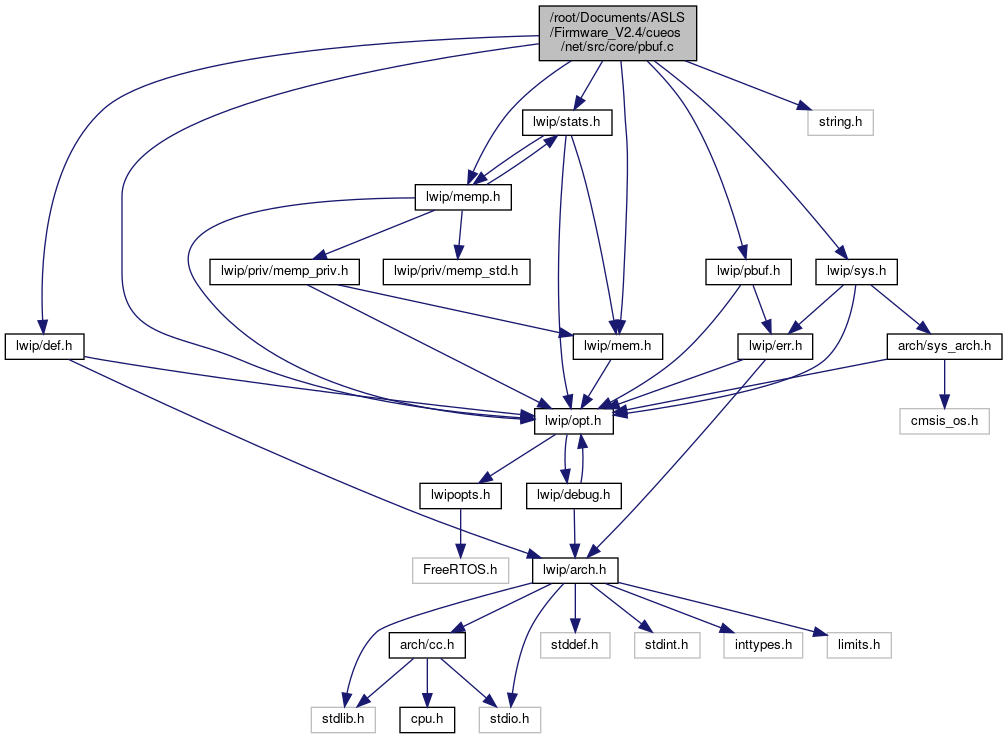 /root/Documents/ASLS
/Firmware_V2.4/cueos
/net/src/core/pbuf.c
lwip/stats.h
string.h
lwip/memp.h
lwip/priv/memp_priv.h
lwip/priv/memp_std.h
lwip/pbuf.h
lwip/sys.h
lwip/def.h
lwip/mem.h
lwip/err.h
arch/sys_arch.h
lwip/opt.h
cmsis_os.h
lwipopts.h
lwip/debug.h
FreeRTOS.h
lwip/arch.h
arch/cc.h
stddef.h
stdint.h
inttypes.h
limits.h
stdlib.h
cpu.h
stdio.h